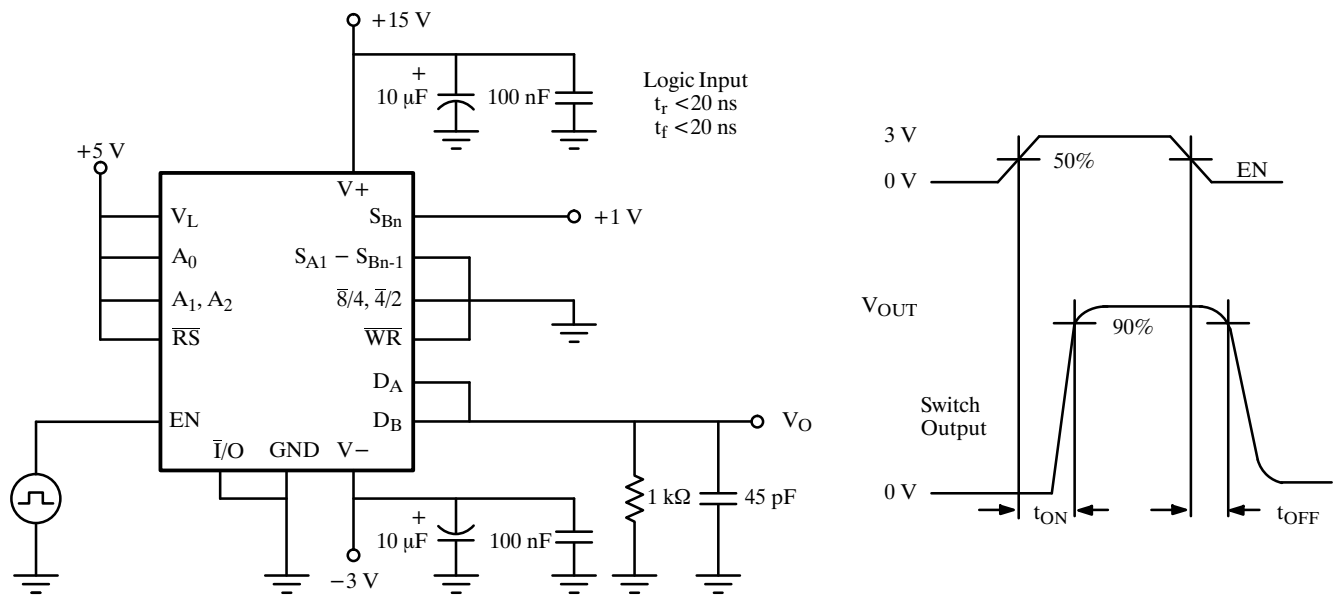 +15 V
+
10 µF
100 nF
Logic Input
t_r <20 ns
t_f <20 ns
+5 V
V+
V_L
S_Bn
+1 V
A_0
S_A1 – S_Bn-1
A_1, A_2
8̅/4, 4̅/2
R̅S̅
W̅R̅
D_A
EN
D_B
V_O
I̅/O
GND
V−
1 kΩ
45 pF
+
10 µF
100 nF
−3 V
3 V
50%
0 V
EN
V_OUT
90%
Switch
Output
0 V
t_ON
t_OFF